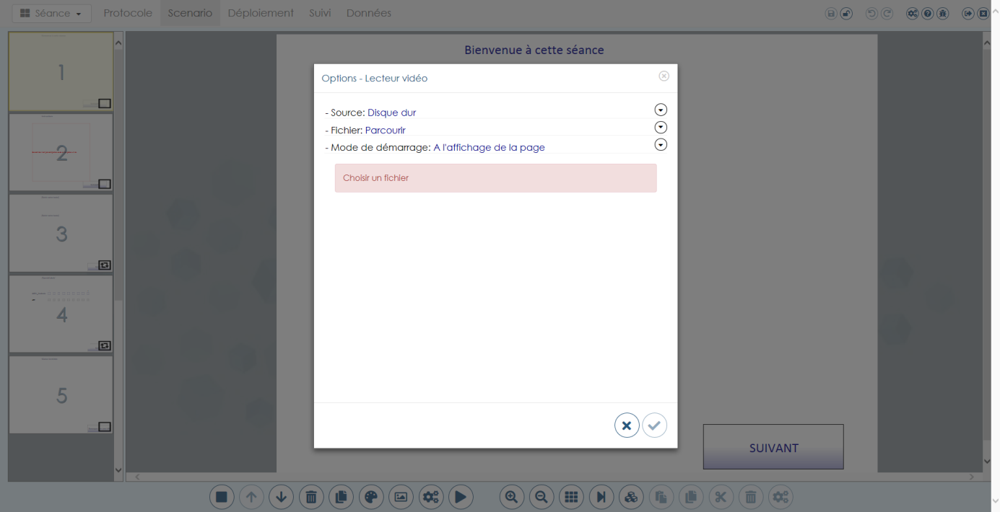 Séance Protocole Scenario Déploiement Suivi Données
Bienvenue à cette séance
Options - Lecteur vidéo
- Source: Disque dur
- Fichier: Parcourir
- Mode de démarrage: A l'affichage de la page
Choisir un fichier
1
2
3
4
5
SUIVANT